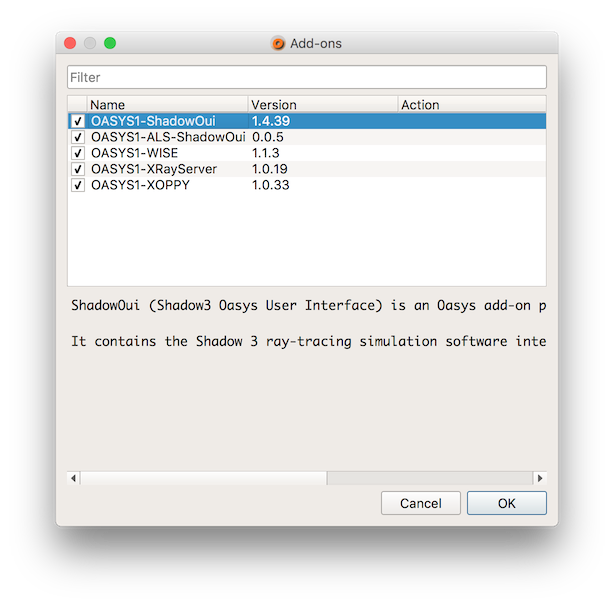 Add-ons
Filter
Name Version Action
OASYS1-ShadowOui 1.4.39
OASYS1-ALS-ShadowOui 0.0.5
OASYS1-WISE 1.1.3
OASYS1-XRayServer 1.0.19
OASYS1-XOPPY 1.0.33
ShadowOui (Shadow3 Oasys User Interface) is an Oasys add-on p
It contains the Shadow 3 ray-tracing simulation software inte
Cancel OK